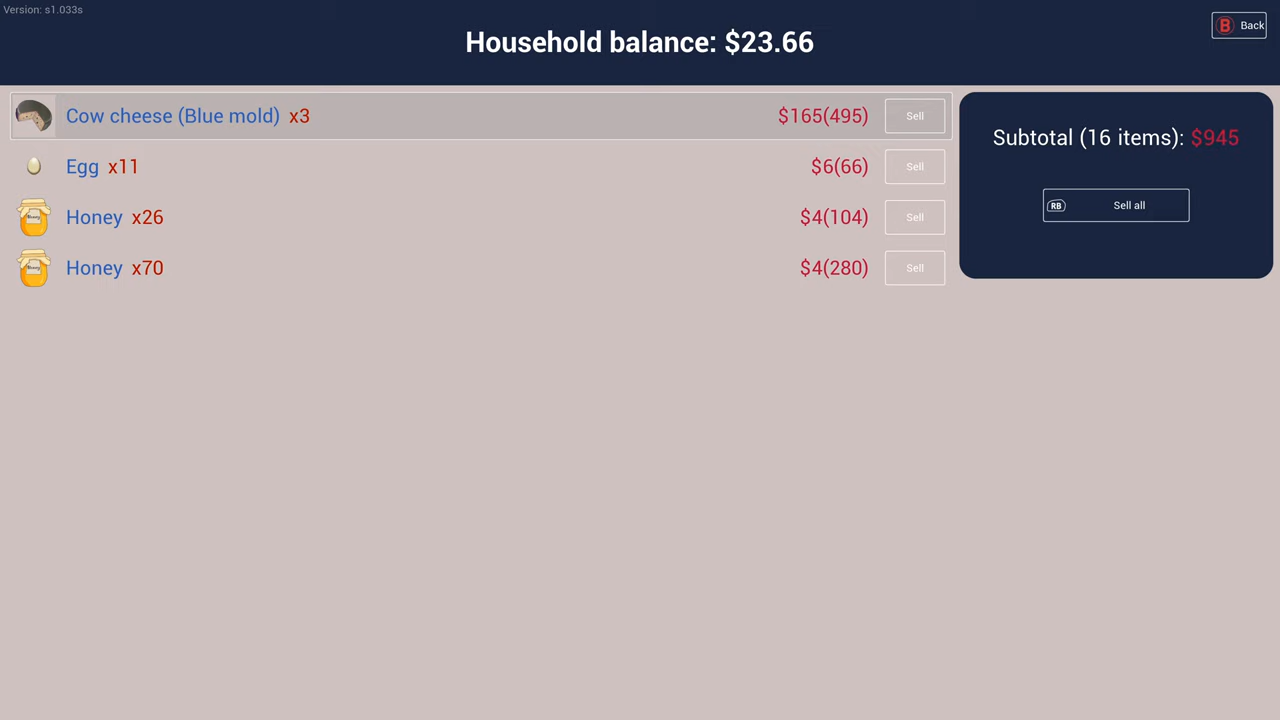 Version: s1.033s
Household balance: $23.66
B Back
Cow cheese (Blue mold) x3 $165(495) Sell
Egg x11 $6(66) Sell
Honey x26 $4(104) Sell
Honey x70 $4(280) Sell
Subtotal (16 items): $945
RB Sell all